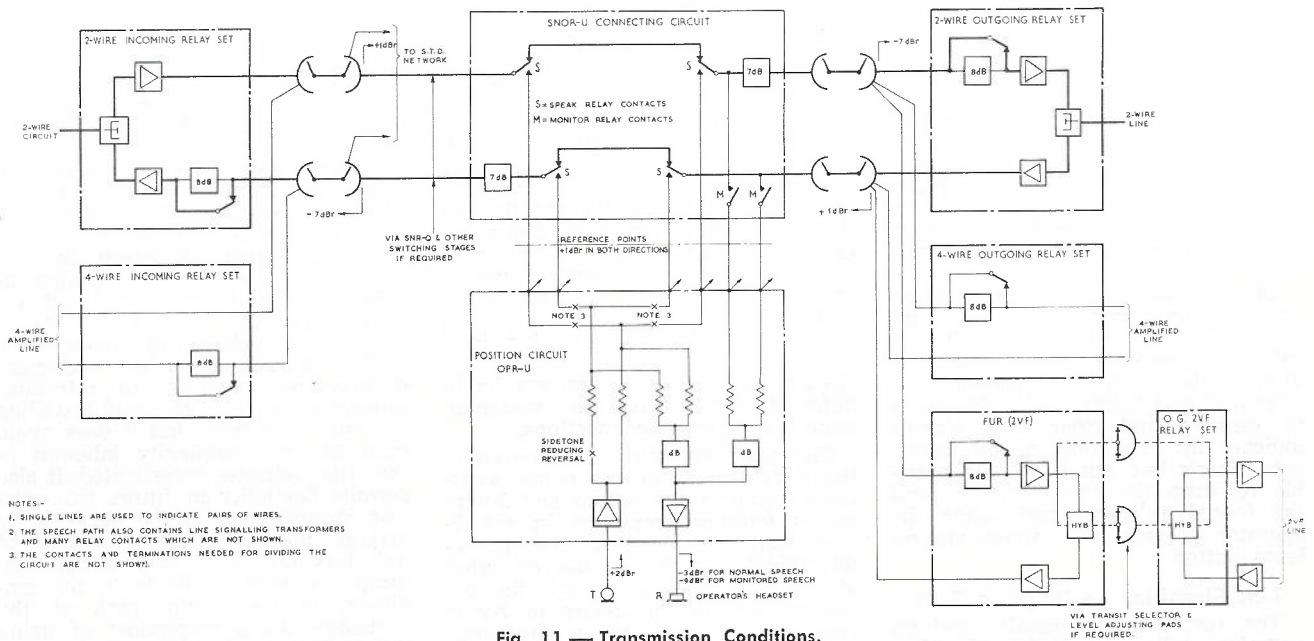 SNOR-U CONNECTING CIRCUIT
2-WIRE INCOMING RELAY SET
2-WIRE OUTGOING RELAY SET
+1dBr
TO S.T.D.
NETWORK
-7dBr
8dB
S
S
7dB
S = SPEAK RELAY CONTACTS
M = MONITOR RELAY CONTACTS
2-WIRE
CIRCUIT
2-WIRE
LINE
8dB
7dB
S
S
M
M
-7dBr
+1dBr
VIA SNR-Q & OTHER
SWITCHING STAGES
IF REQUIRED
REFERENCE POINTS
+1dBr IN BOTH DIRECTIONS
4-WIRE INCOMING RELAY SET
4-WIRE OUTGOING RELAY SET
4-WIRE
AMPLIFIED
LINE
8dB
NOTE 3
NOTE 3
8dB
4-WIRE
AMPLIFIED
LINE
POSITION CIRCUIT
OPR-U
SIDETONE
REDUCING
REVERSAL
dB
dB
FUR (2VF)
O.G. 2VF
RELAY SET
8dB
HYB
HYB
2VF
LINE
NOTES:-
1. SINGLE LINES ARE USED TO INDICATE PAIRS OF WIRES.
2. THE SPEECH PATH ALSO CONTAINS LINE SIGNALLING TRANSFORMERS
AND MANY RELAY CONTACTS WHICH ARE NOT SHOWN.
3. THE CONTACTS AND TERMINATIONS NEEDED FOR DIVIDING THE
CIRCUIT ARE NOT SHOWN.
+2dBr
-3dBr FOR NORMAL SPEECH
-9dBr FOR MONITORED SPEECH
T
R
OPERATOR'S HEADSET
VIA TRANSIT SELECTOR &
LEVEL ADJUSTING PADS
IF REQUIRED.
Fig. 11 — Transmission Conditions.